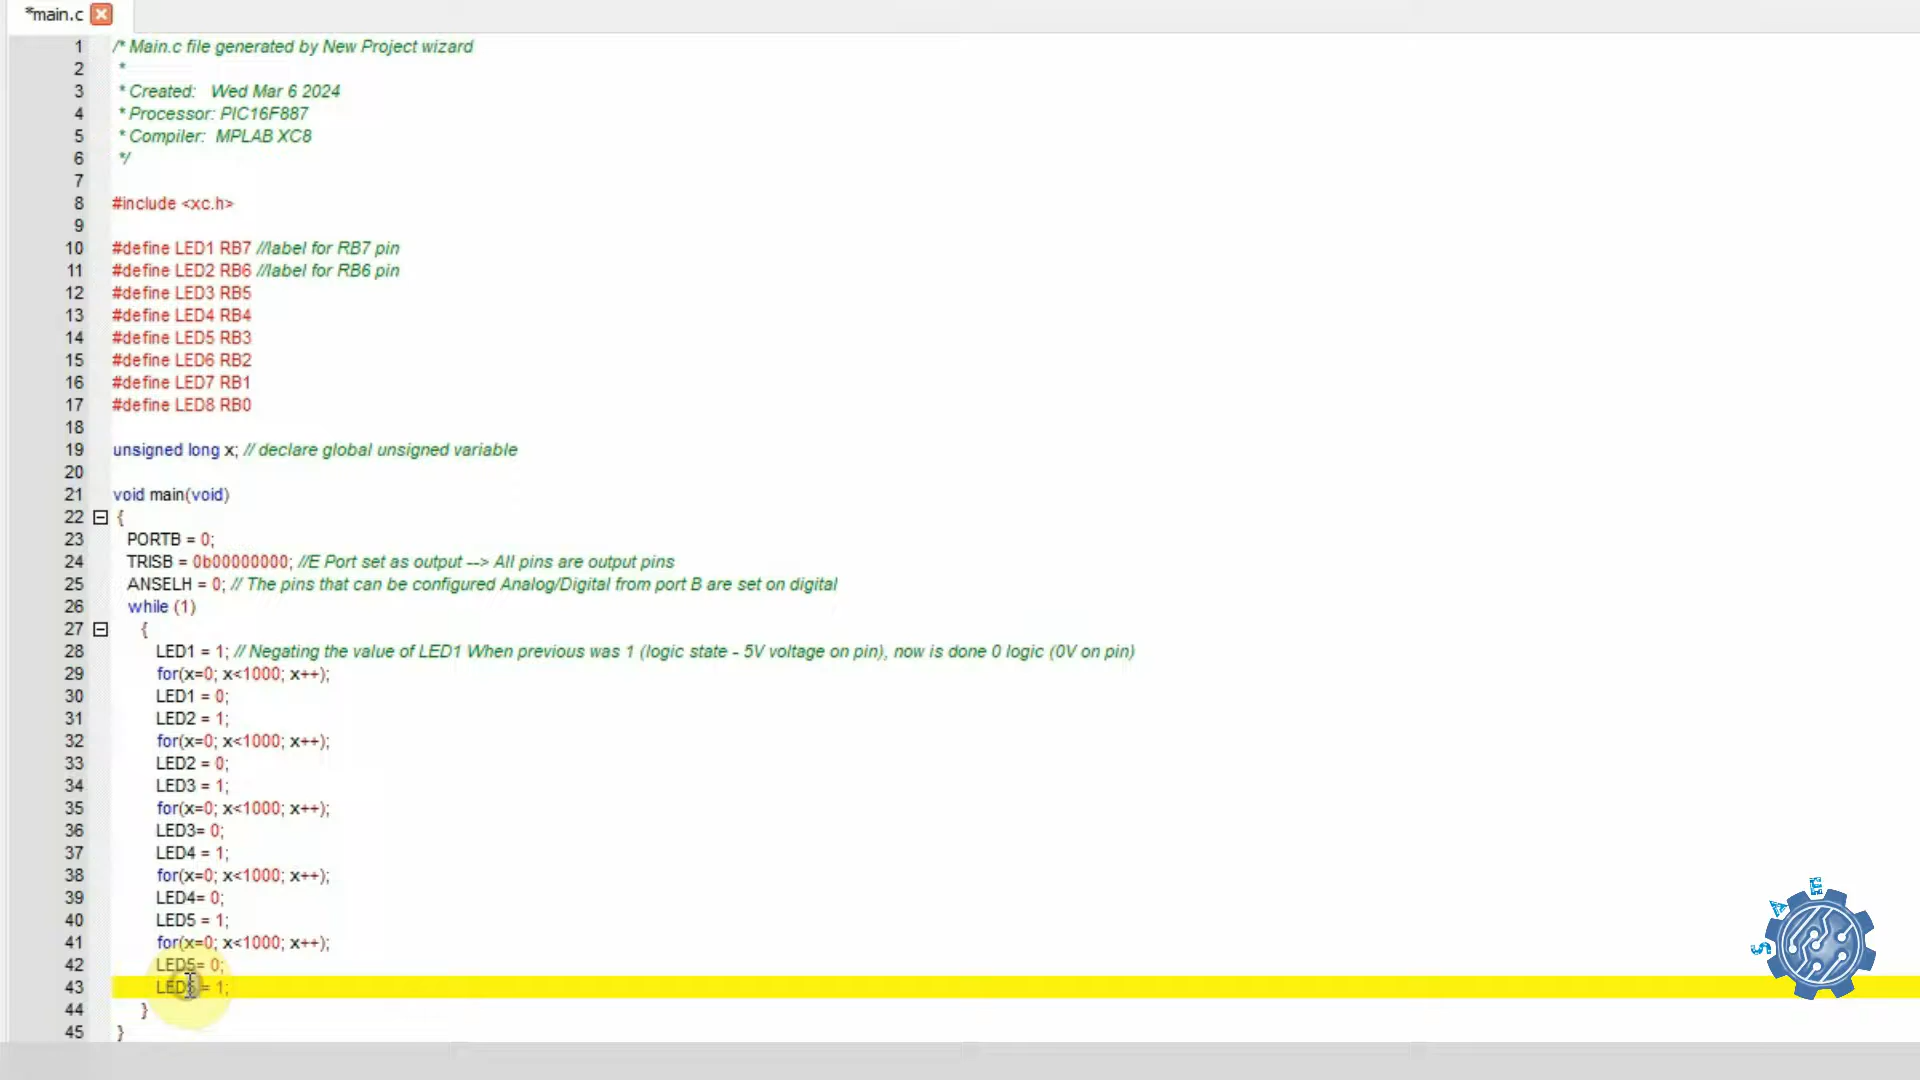 *main.c
1 /* Main.c file generated by New Project wizard
2 *
3 * Created:   Wed Mar 6 2024
4 * Processor: PIC16F887
5 * Compiler:  MPLAB XC8
6 */
7
8 #include <xc.h>
9
10 #define LED1 RB7 //label for RB7 pin
11 #define LED2 RB6 //label for RB6 pin
12 #define LED3 RB5
13 #define LED4 RB4
14 #define LED5 RB3
15 #define LED6 RB2
16 #define LED7 RB1
17 #define LED8 RB0
18
19 unsigned long x; // declare global unsigned variable
20
21 void main(void)
22 {
23 PORTB = 0;
24 TRISB = 0b00000000; //E Port set as output --> All pins are output pins
25 ANSELH = 0; // The pins that can be configured Analog/Digital from port B are set on digital
26 while (1)
27 {
28 LED1 = 1; // Negating the value of LED1 When previous was 1 (logic state - 5V voltage on pin), now is done 0 logic (0V on pin)
29 for(x=0; x<1000; x++);
30 LED1 = 0;
31 LED2 = 1;
32 for(x=0; x<1000; x++);
33 LED2 = 0;
34 LED3 = 1;
35 for(x=0; x<1000; x++);
36 LED3= 0;
37 LED4 = 1;
38 for(x=0; x<1000; x++);
39 LED4= 0;
40 LED5 = 1;
41 for(x=0; x<1000; x++);
42 LED5= 0;
43 = 1;
44 }
45 }
S A E